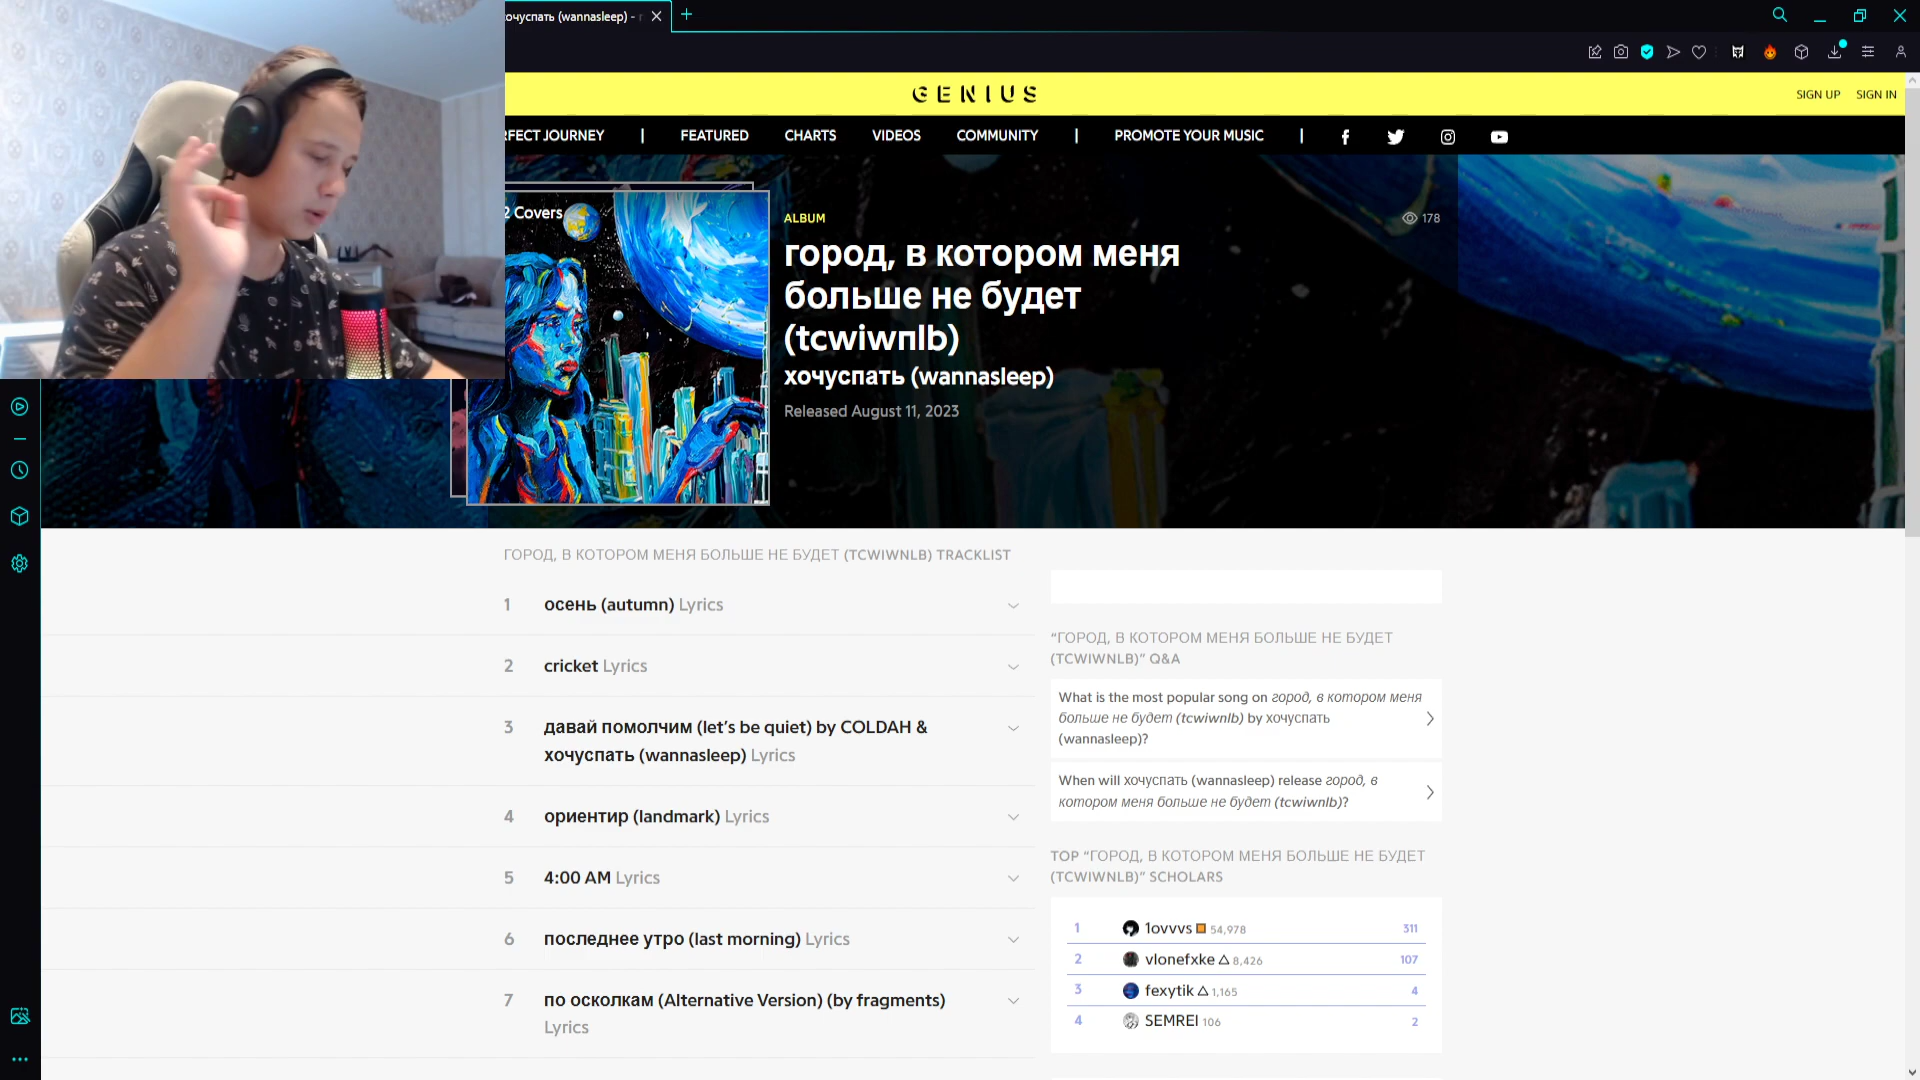 хочуспать (wannasleep) -
GENIUS
SIGN UP SIGN IN
RFECT JOURNEY | FEATURED CHARTS VIDEOS COMMUNITY | PROMOTE YOUR MUSIC |
2 Covers
ALBUM
178
город, в котором меня
больше не будет
(tcwiwnlb)
хочуспать (wannasleep)
Released August 11, 2023
ГОРОД, В КОТОРОМ МЕНЯ БОЛЬШЕ НЕ БУДЕТ (TCWIWNLB) TRACKLIST
1 осень (autumn) Lyrics
2 cricket Lyrics
3 давай помолчим (let's be quiet) by COLDAH &
хочуспать (wannasleep) Lyrics
4 ориентир (landmark) Lyrics
5 4:00 AM Lyrics
6 последнее утро (last morning) Lyrics
7 по осколкам (Alternative Version) (by fragments)
Lyrics
“ГОРОД, В КОТОРОМ МЕНЯ БОЛЬШЕ НЕ БУДЕТ
(TCWIWNLB)” Q&A
What is the most popular song on город, в котором меня
больше не будет (tcwiwnlb) by хочуспать
(wannasleep)?
When will хочуспать (wannasleep) release город, в
котором меня больше не будет (tcwiwnlb)?
TOP “ГОРОД, В КОТОРОМ МЕНЯ БОЛЬШЕ НЕ БУДЕТ
(TCWIWNLB)” SCHOLARS
1 1ovvvs 54,978 311
2 vlonefxke 8,426 107
3 fexytik 1,165 4
4 SEMREI 106 2